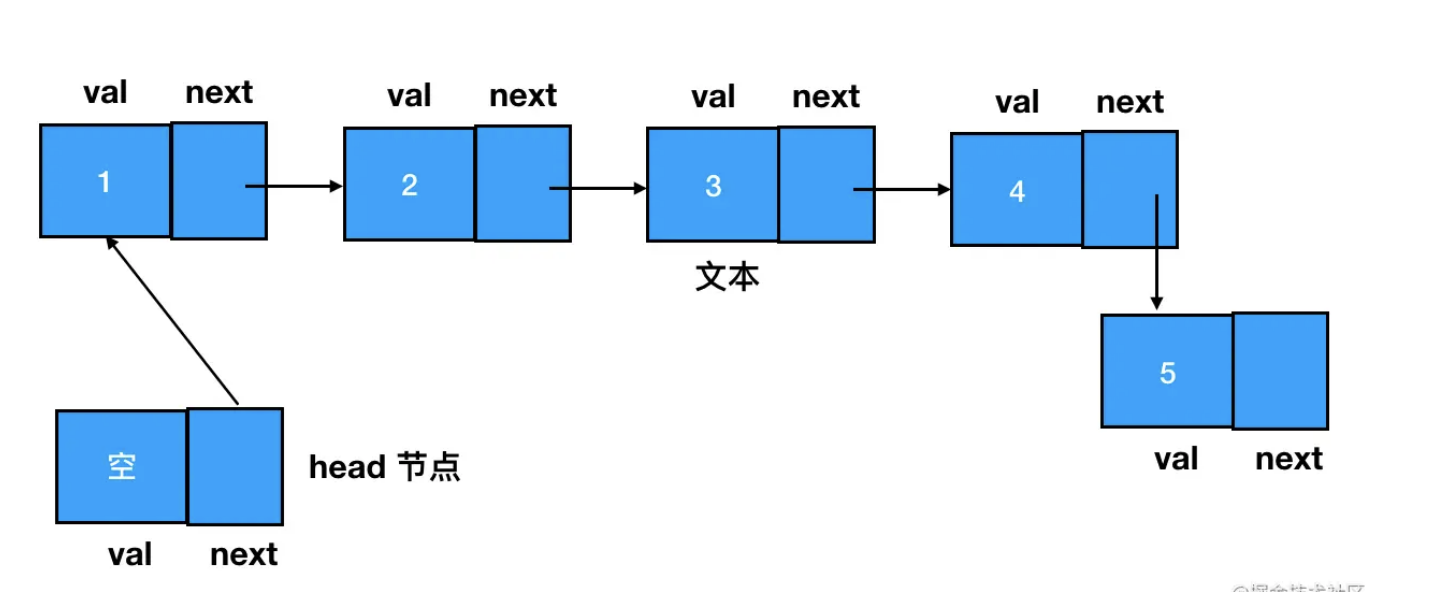 val next val next val next val next
1 2 3 4
文本
5
空 head 节点
val next
val next
@掘金技术社区